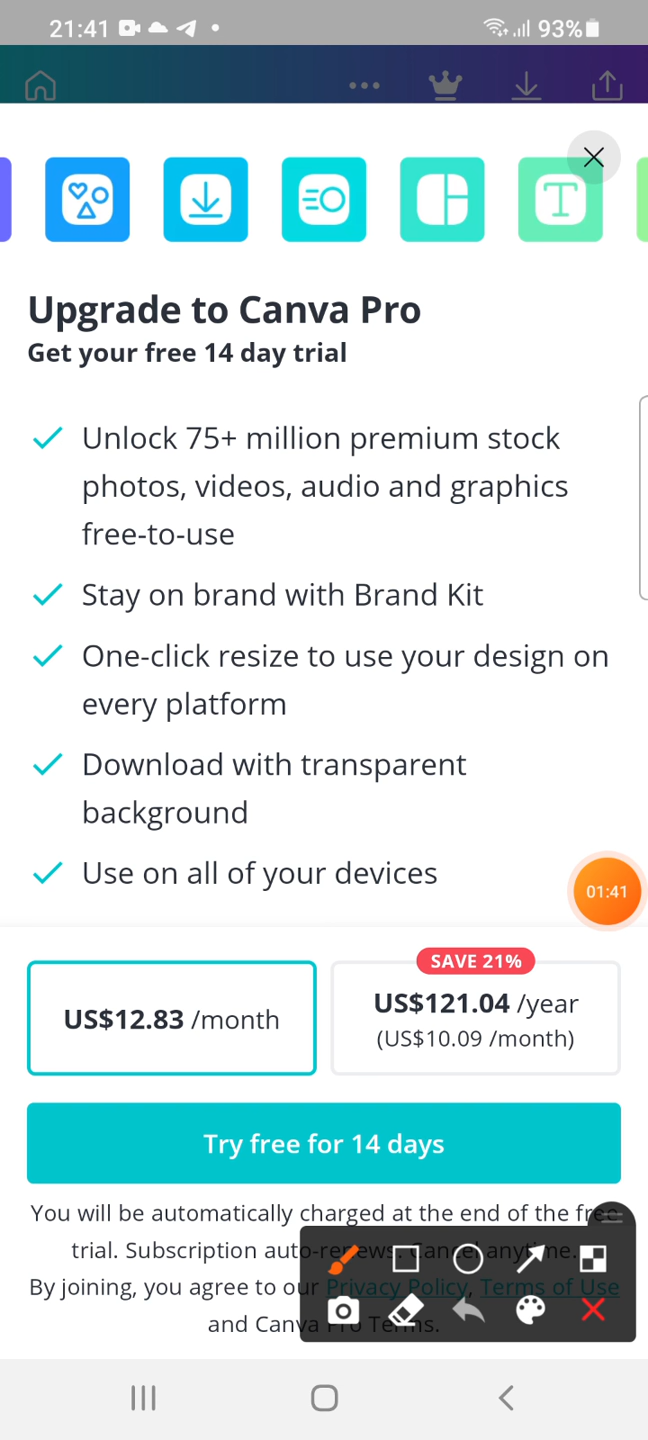 21:41
93%
T
Upgrade to Canva Pro
Get your free 14 day trial
Unlock 75+ million premium stock
photos, videos, audio and graphics
free-to-use
Stay on brand with Brand Kit
One-click resize to use your design on
every platform
Download with transparent
background
Use on all of your devices
01:41
SAVE 21%
US$12.83 /month
US$121.04 /year
(US$10.09 /month)
Try free for 14 days
You will be automatically charged at the end of the free
trial. Subscription auto-renews. Cancel anytime.
By joining, you agree to our Privacy Policy, Terms of Use
and Canva Pro Terms.